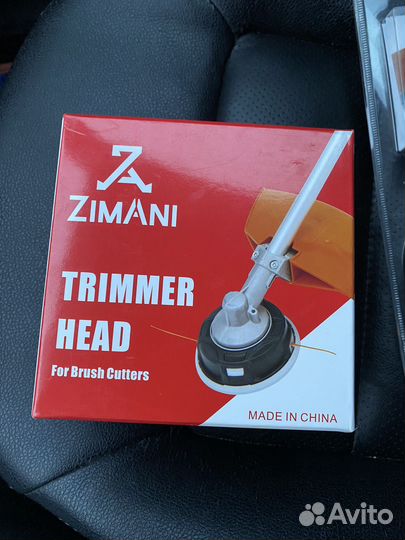 ZIMANI
TRIMMER
HEAD
For Brush Cutters
MADE IN CHINA
Avito